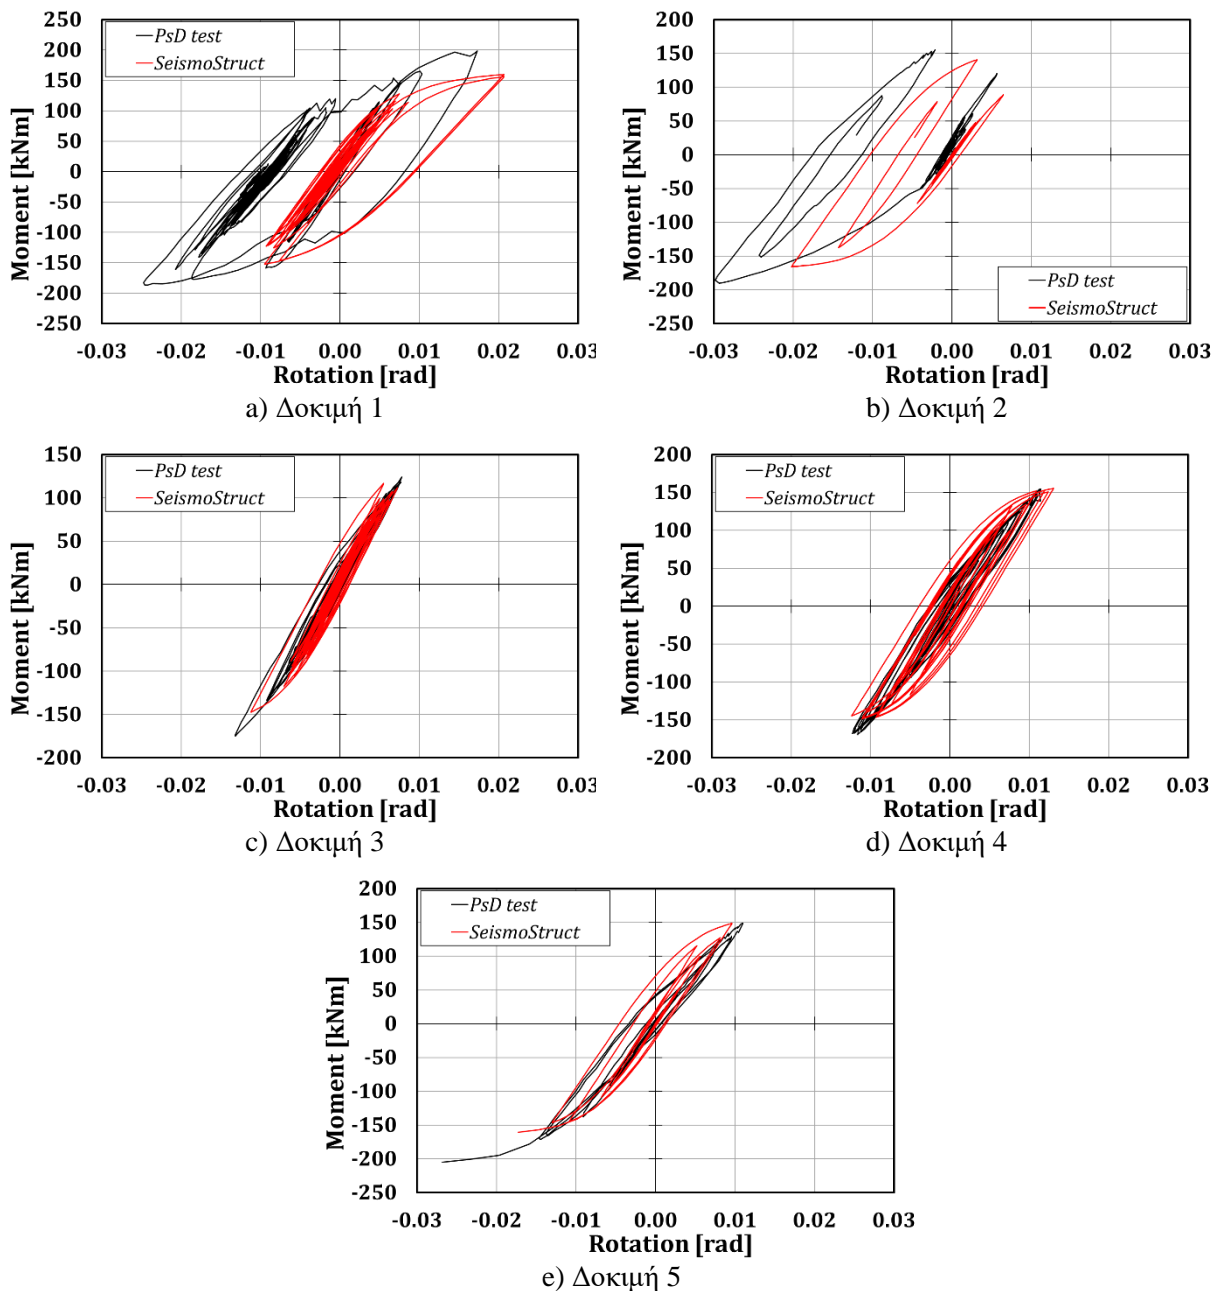 250
200
150
100
50
0
-50
-100
-150
-200
-250
Moment [kNm]
PsD test
SeismoStruct
-0.03 -0.02 -0.01 0.00 0.01 0.02 0.03
Rotation [rad]
a) Δοκιμή 1
200
150
100
50
0
-50
-100
-150
-200
-250
Moment [kNm]
PsD test
SeismoStruct
-0.03 -0.02 -0.01 0.00 0.01 0.02 0.03
Rotation [rad]
b) Δοκιμή 2
150
100
50
0
-50
-100
-150
-200
Moment [kNm]
PsD test
SeismoStruct
-0.03 -0.02 -0.01 0.00 0.01 0.02 0.03
Rotation [rad]
c) Δοκιμή 3
200
150
100
50
0
-50
-100
-150
-200
Moment [kNm]
PsD test
SeismoStruct
-0.03 -0.02 -0.01 0.00 0.01 0.02 0.03
Rotation [rad]
d) Δοκιμή 4
200
150
100
50
0
-50
-100
-150
-200
-250
Moment [kNm]
PsD test
SeismoStruct
-0.03 -0.02 -0.01 0.00 0.01 0.02 0.03
Rotation [rad]
e) Δοκιμή 5